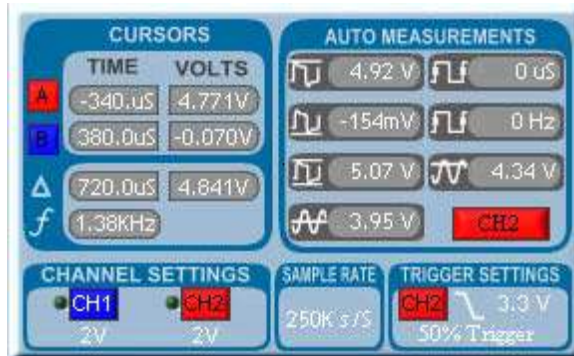 CURSORS
TIME VOLTS
A -340.uS 4.771V
B 380.0uS -0.070V
Δ 720.0uS 4.841V
f 1.38KHz
AUTO MEASUREMENTS
4.92 V 0 uS
-154mV 0 Hz
5.07 V 4.34 V
3.95 V CH2
CHANNEL SETTINGS
CH1 CH2
2V 2V
SAMPLE RATE
250K s/S
TRIGGER SETTINGS
CH2 3.3 V
50% Trigger